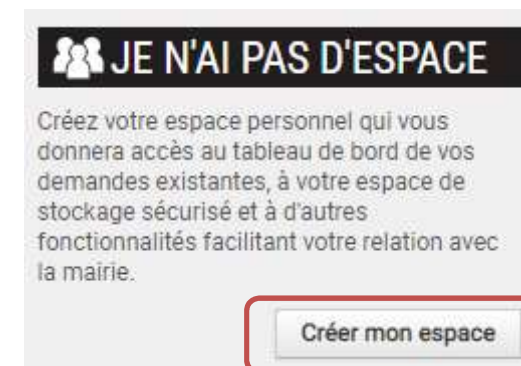 JE N'AI PAS D'ESPACE
Créez votre espace personnel qui vous
donnera accès au tableau de bord de vos
demandes existantes, à votre espace de
stockage sécurisé et à d'autres
fonctionnalités facilitant votre relation avec
la mairie.
Créer mon espace